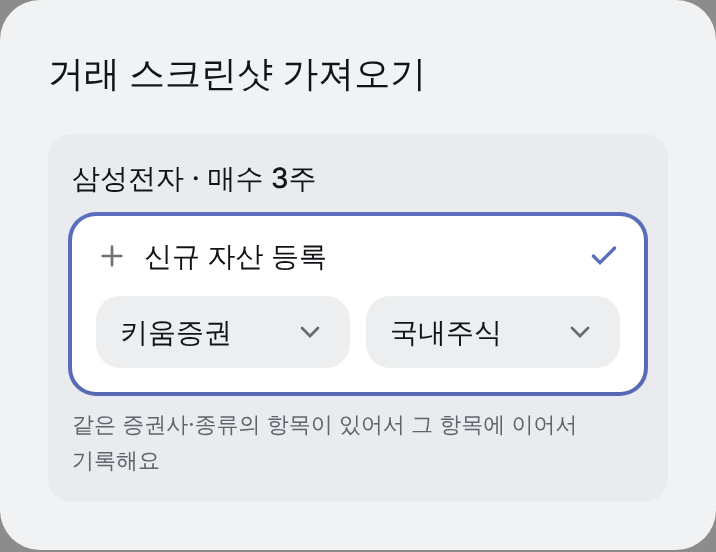 거래 스크린샷 가져오기
삼성전자 · 매수 3주
신규 자산 등록
키움증권
국내주식
같은 증권사·종류의 항목이 있어서 그 항목에 이어서
기록해요